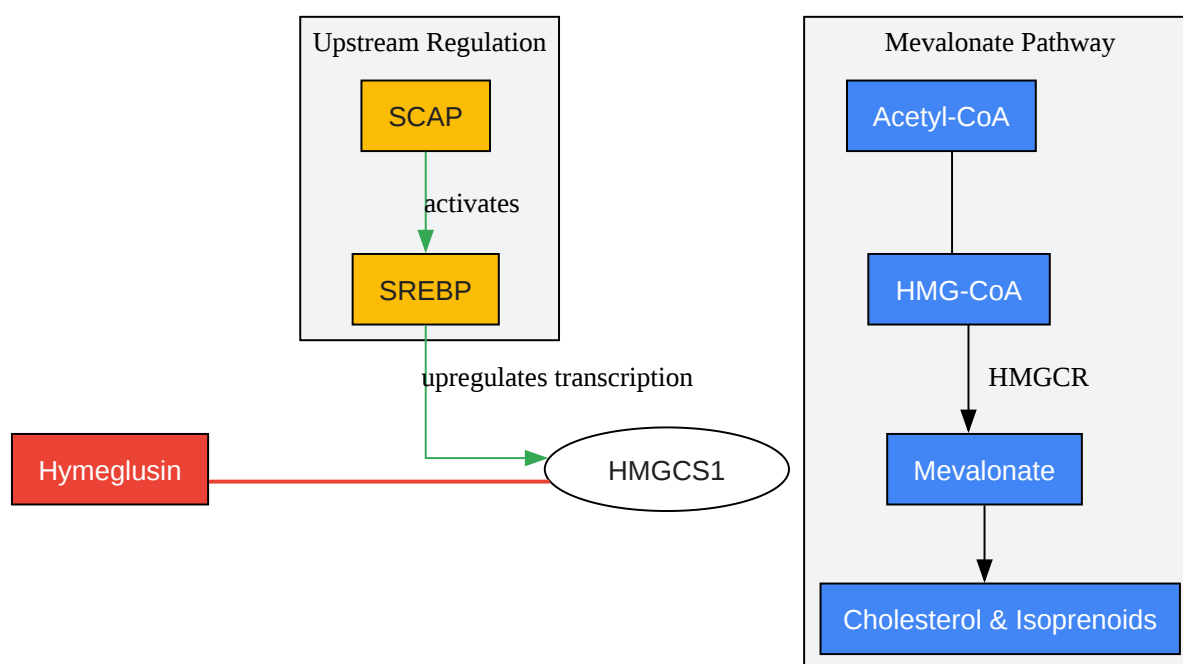 Upstream Regulation
SCAP
activates
SREBP
upregulates transcription
Hymeglusin
HMGCS1
Mevalonate Pathway
Acetyl-CoA
HMG-CoA
HMGCR
Mevalonate
Cholesterol & Isoprenoids